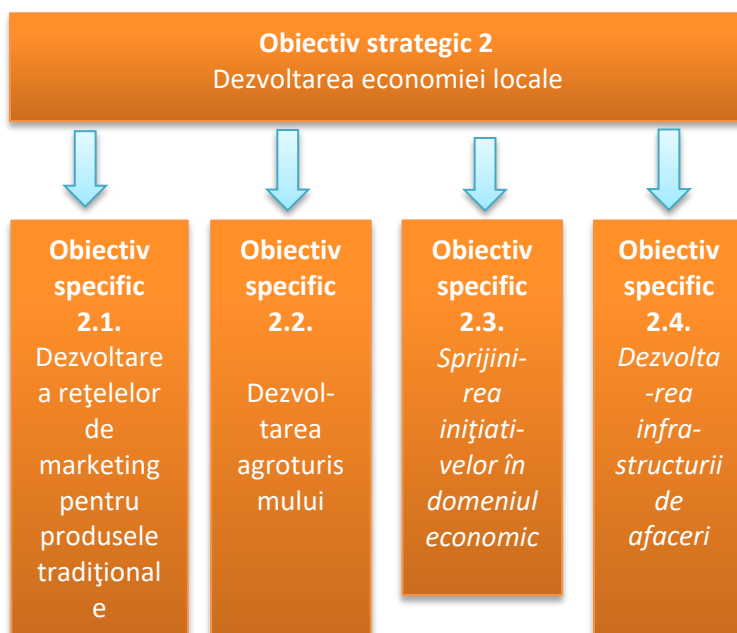 Obiectiv strategic 2
Dezvoltarea economiei locale
Obiectiv
specific
2.1.
Dezvoltare
a reţelelor
de
marketing
pentru
produsele
tradiţional
e
Obiectiv
specific
2.2.
Dezvol-
tarea
agroturis
mului
Obiectiv
specific
2.3.
Sprijini-
rea
iniţiati-
velor în
domeniul
economic
Obiectiv
specific
2.4.
Dezvolta
-rea
infra-
structurii
de
afaceri